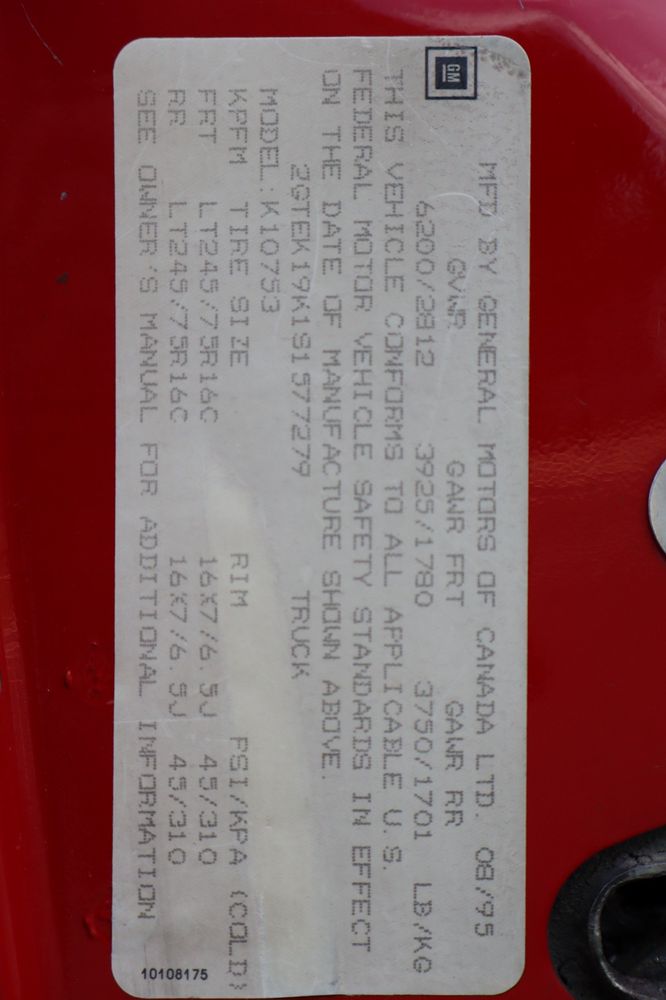 GM
MFD BY GENERAL MOTORS OF CANADA LTD. 08/95
GVWR GAWR FRT GAWR RR
6200/2812 3925/1780 3750/1701 LB/KG
THIS VEHICLE CONFORMS TO ALL APPLICABLE U.S.
FEDERAL MOTOR VEHICLE SAFETY STANDARDS IN EFFECT
ON THE DATE OF MANUFACTURE SHOWN ABOVE.
2GTEK19K1S1577279 TRUCK
MODEL:K10753
KPFM TIRE SIZE RIM PSI/KPA (COLD)
FRT LT245/75R16C 16X7/6.5J 45/310
RR LT245/75R16C 16X7/6.5J 45/310
SEE OWNER'S MANUAL FOR ADDITIONAL INFORMATION
10108175